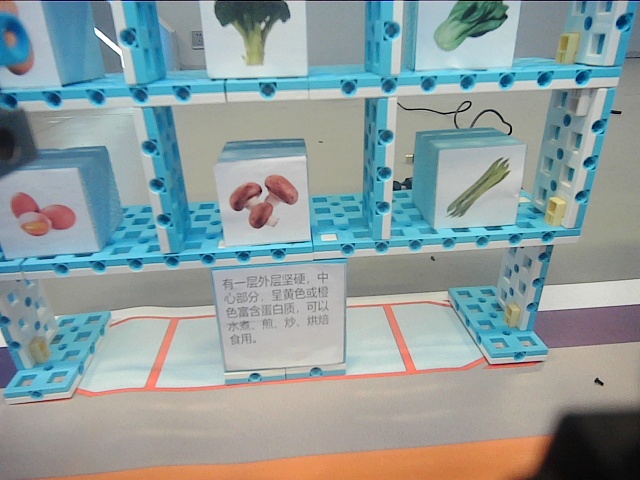 有一层外层坚硬，中
心部分，呈黄色或橙
色富含蛋白质，可以
水煮、煎、炒、烘焙
食用。